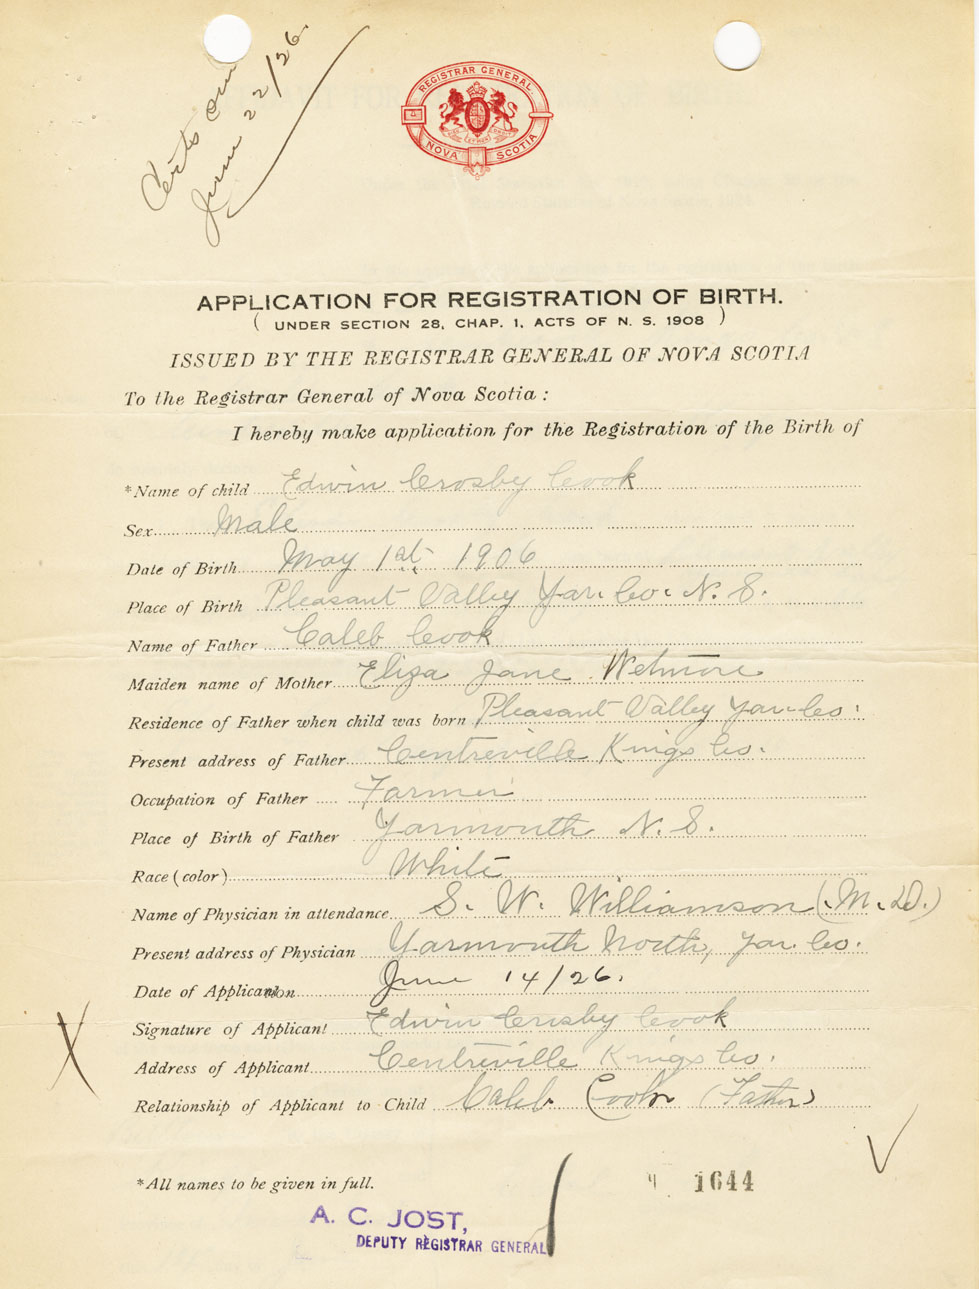 Certs
June 22/26.
REGISTRAR GENERAL.
NOVA SCOTIA
APPLICATION FOR REGISTRATION OF BIRTH.
( UNDER SECTION 28, CHAP. 1, ACTS OF N. S. 1908 )
ISSUED BY THE REGISTRAR GENERAL OF NOVA SCOTIA
To the Registrar General of Nova Scotia :
I hereby make application for the Registration of the Birth of
*Name of child Edwin Crosby Cook
Sex Male
Date of Birth May 1st 1906
Place of Birth Pleasant Valley Yar. Co. N. S.
Name of Father Caleb Cook
Maiden name of Mother Eliza Jane Wetmore
Residence of Father when child was born Pleasant Valley Yar. Co.
Present address of Father Centreville Kings Co.
Occupation of Father Farmer
Place of Birth of Father Yarmouth N. S.
Race (color) White
Name of Physician in attendance S. W. Williamson (M. D.)
Present address of Physician Yarmouth North, Yar. Co.
Date of Application June 14/26.
Signature of Applicant Edwin Crosby Cook
Address of Applicant Centreville Kings Co.
Relationship of Applicant to Child Caleb Cook (Father)
*All names to be given in full.
1644
A. C. JOST,
DEPUTY REGISTRAR GENERAL